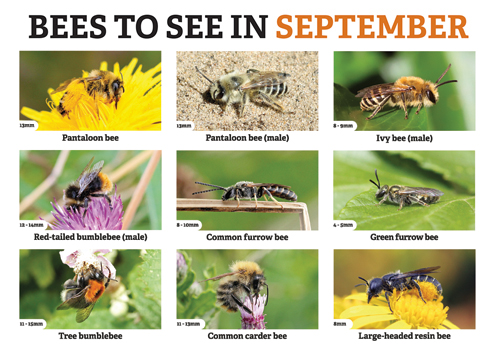 BEES TO SEE IN SEPTEMBER
13mm
Pantaloon bee
13mm
Pantaloon bee (male)
8 - 9mm
Ivy bee (male)
12 - 14mm
Red-tailed bumblebee (male)
8 - 10mm
Common furrow bee
4 - 5mm
Green furrow bee
11 - 15mm
Tree bumblebee
11 - 13mm
Common carder bee
8mm
Large-headed resin bee